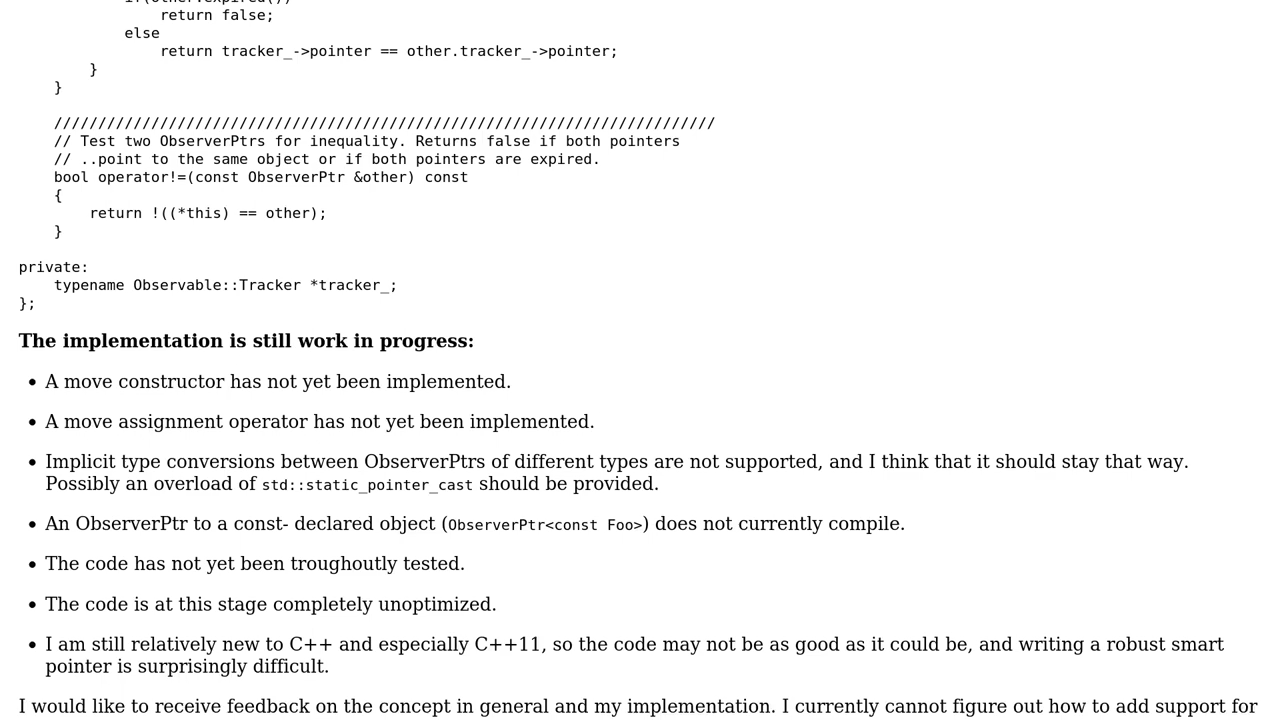 if(other.expired())
return false;
else
return tracker_->pointer == other.tracker_->pointer;
}
}
///////////////////////////////////////////////////////////////////////////
// Test two ObserverPtrs for inequality. Returns false if both pointers
// ..point to the same object or if both pointers are expired.
bool operator!=(const ObserverPtr &other) const
{
return !((*this) == other);
}
private:
typename Observable::Tracker *tracker_;
};
The implementation is still work in progress:
• A move constructor has not yet been implemented.
• A move assignment operator has not yet been implemented.
• Implicit type conversions between ObserverPtrs of different types are not supported, and I think that it should stay that way.
Possibly an overload of std::static_pointer_cast should be provided.
• An ObserverPtr to a const- declared object (ObserverPtr<const Foo>) does not currently compile.
• The code has not yet been troughoutly tested.
• The code is at this stage completely unoptimized.
• I am still relatively new to C++ and especially C++11, so the code may not be as good as it could be, and writing a robust smart
pointer is surprisingly difficult.
I would like to receive feedback on the concept in general and my implementation. I currently cannot figure out how to add support for